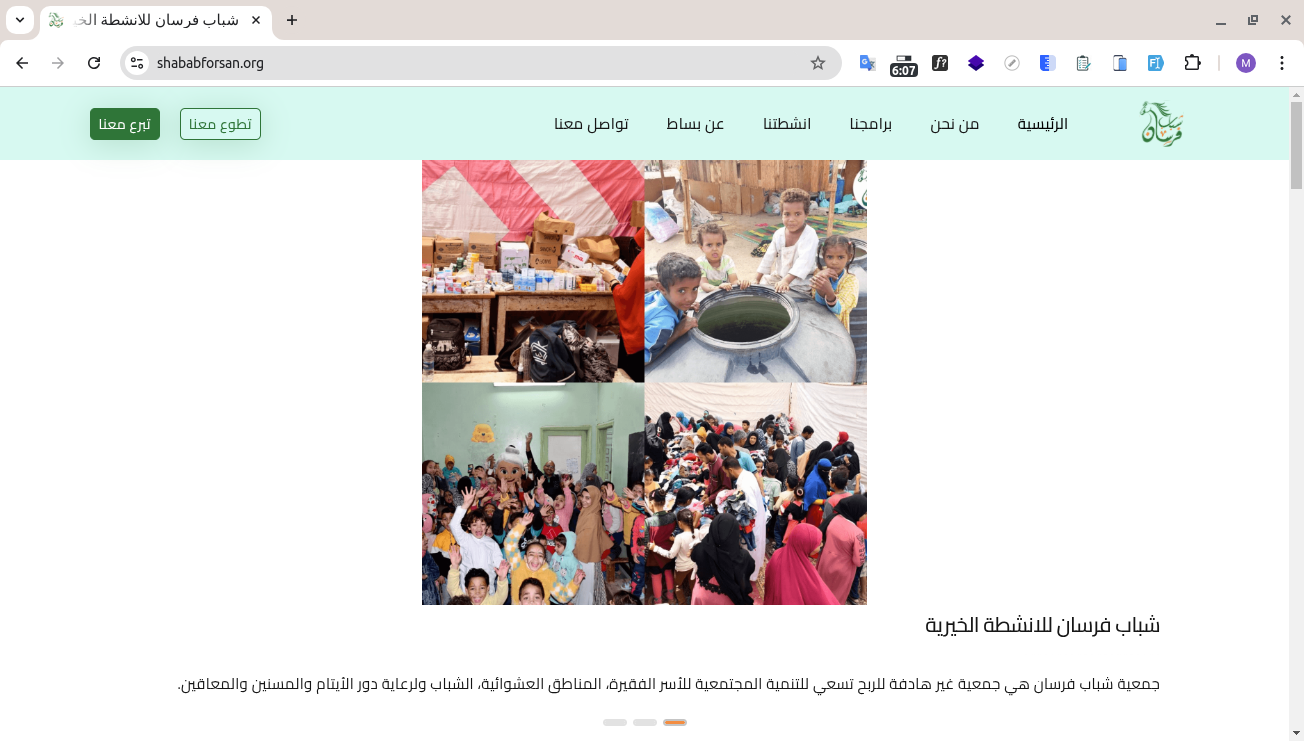 شباب فرسان للانشطة الخي
shababforsan.org
6:07
M
الرئيسية
من نحن
برامجنا
انشطتنا
عن بساط
تواصل معنا
تطوع معنا
تبرع معنا
شباب فرسان للانشطة الخيرية
جمعية شباب فرسان هي جمعية غير هادفة للربح تسعي للتنمية المجتمعية للأسر الفقيرة، المناطق العشوائية، الشباب ولرعاية دور الأيتام والمسنين والمعاقين.